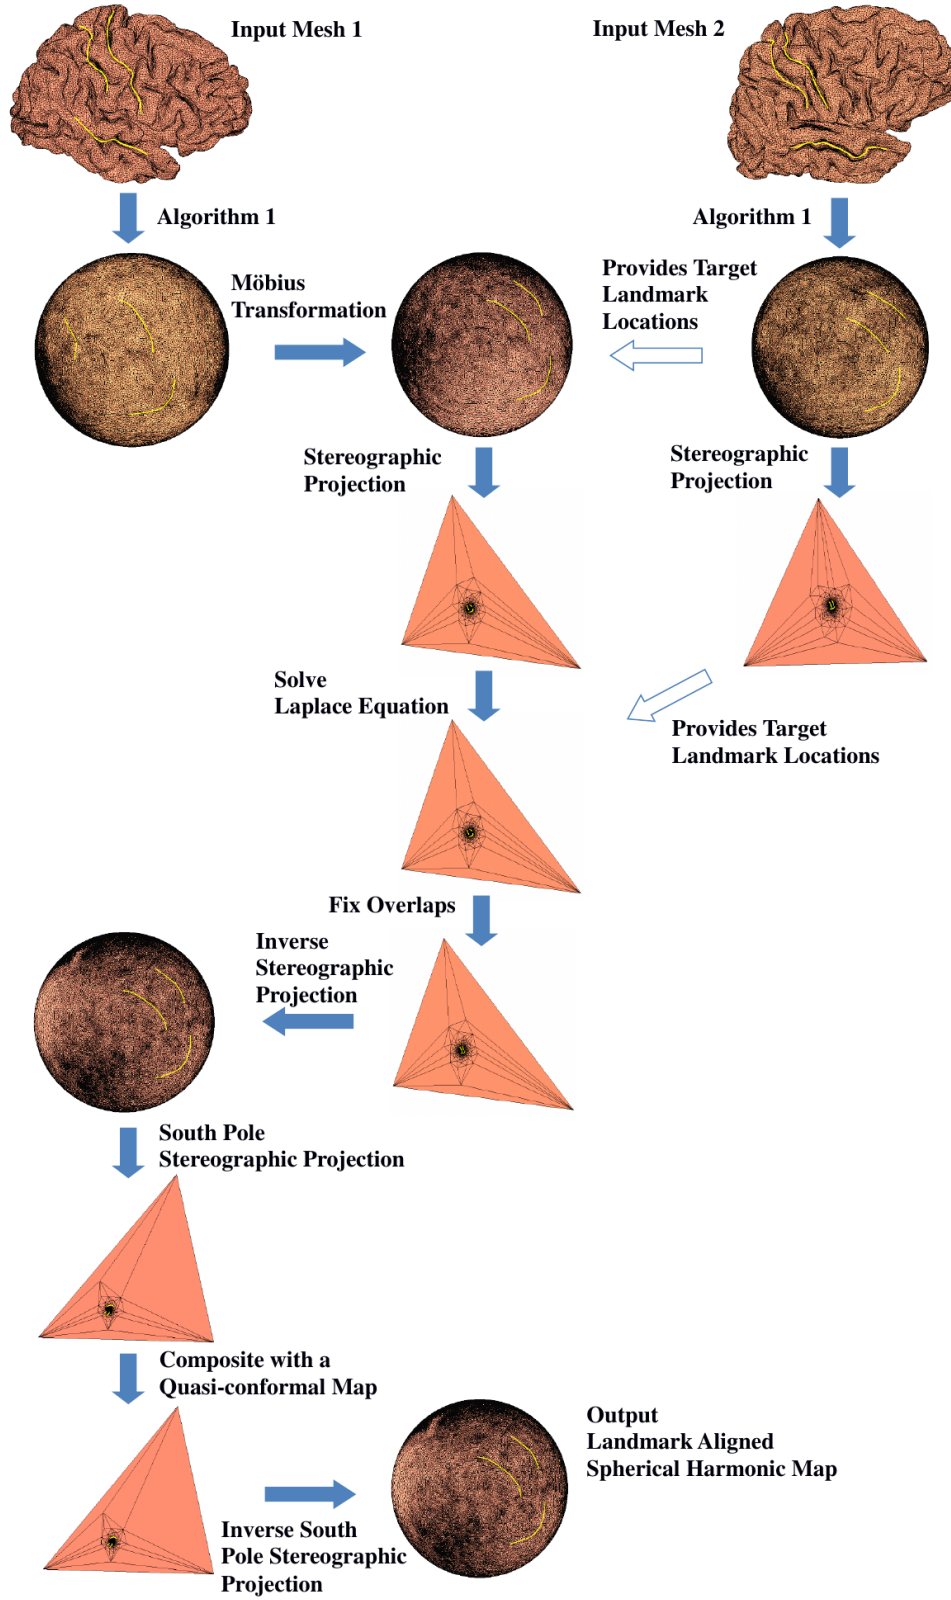 Input Mesh 1
Input Mesh 2
Algorithm 1
Algorithm 1
Möbius
Transformation
Provides Target
Landmark
Locations
Stereographic
Projection
Stereographic
Projection
Solve
Laplace Equation
Provides Target
Landmark Locations
Fix Overlaps
Inverse
Stereographic
Projection
South Pole
Stereographic Projection
Composite with a
Quasi-conformal Map
Output
Landmark Aligned
Spherical Harmonic Map
Inverse South
Pole Stereographic
Projection